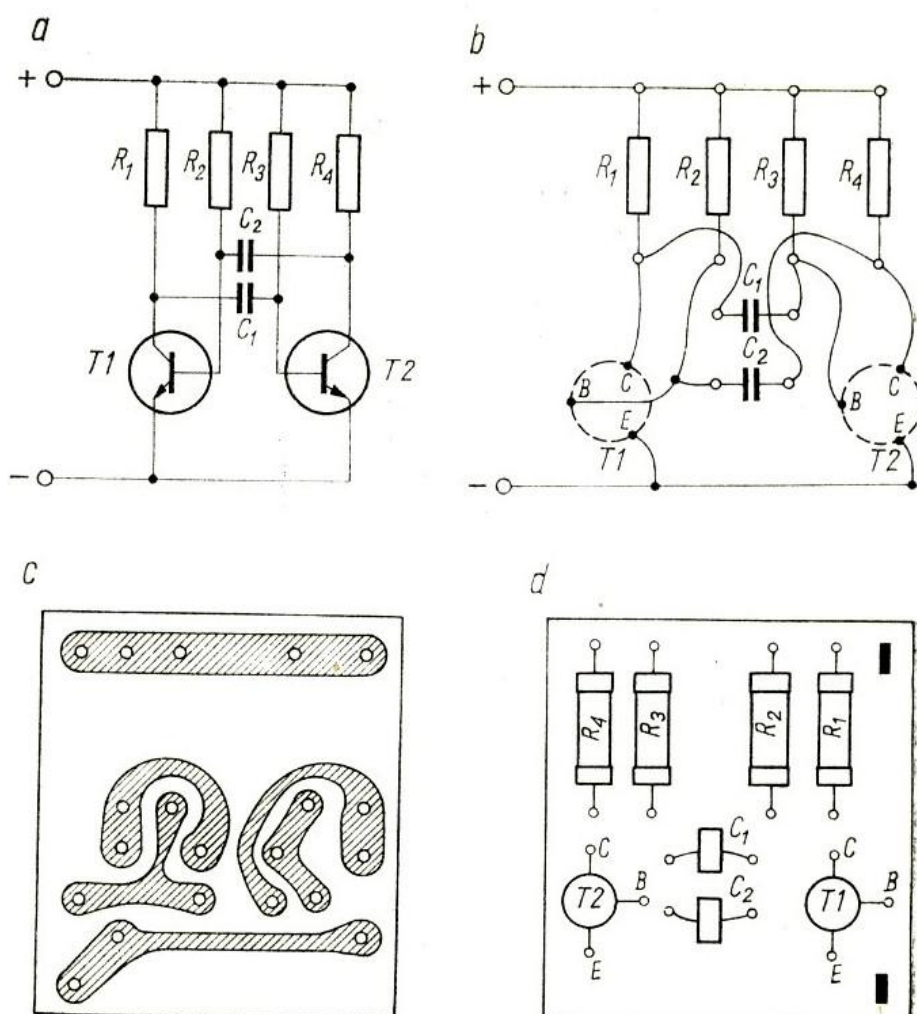 a
+
R₁ R₂ R₃ R₄
C₂
C₁
T1 T2
−
b
+
R₁ R₂ R₃ R₄
C₁
C₂
B C E T1
B C E T2
−
c
d
R₄ R₃ R₂ R₁
C₁
C₂
C T2 B E
C T1 B E